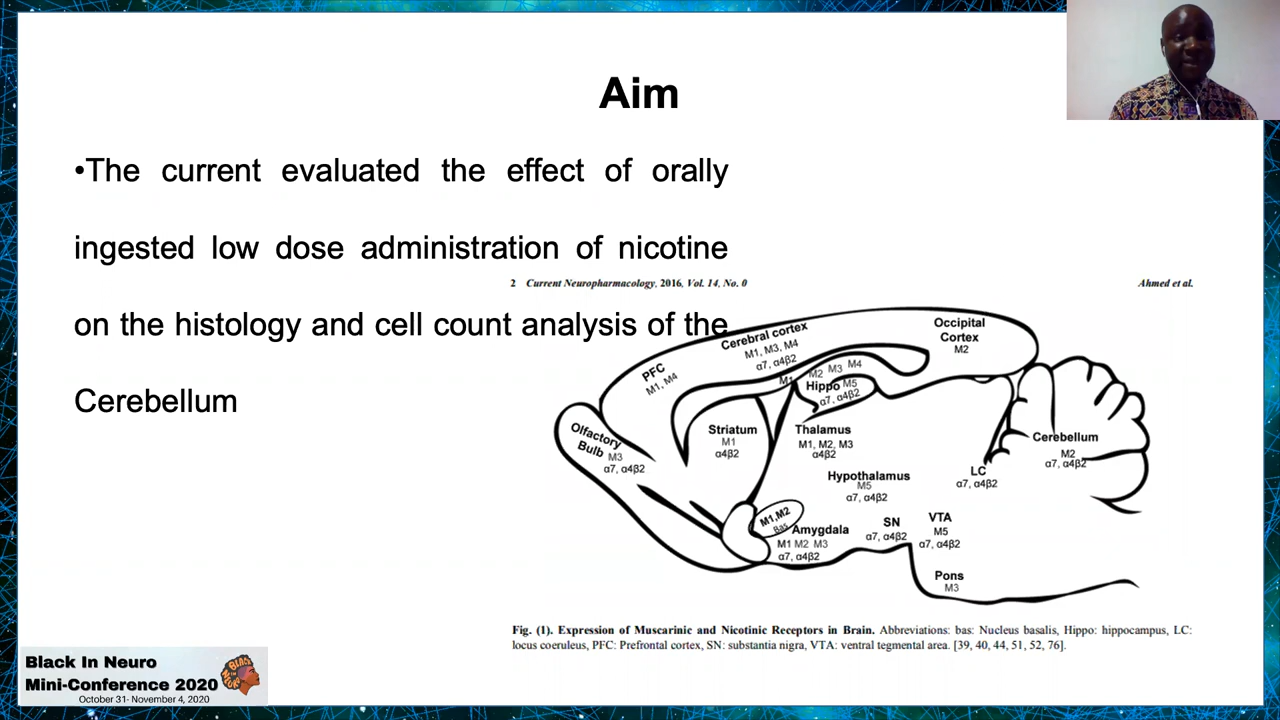 Aim
•The current evaluated the effect of orally
ingested low dose administration of nicotine
on the histology and cell count analysis of the
Cerebellum
2 Current Neuropharmacology, 2016, Vol. 14, No. 0
Ahmed et al.
Cerebral cortex
M1, M3, M4
α7, α4β2
Occipital
Cortex
M2
PFC
M1, M4
M1
M2 M3 M4
Hippo M5
α7, α4β2
Olfactory
Bulb M3
α7, α4β2
Striatum
M1
α4β2
Thalamus
M1, M2, M3
α4β2
Hypothalamus
M5
α7, α4β2
LC
α7, α4β2
Cerebellum
M2
α7, α4β2
M1, M2
Bas
Amygdala
M1 M2 M3
α7, α4β2
SN
α7, α4β2
VTA
M5
α7, α4β2
Pons
M3
Fig. (1). Expression of Muscarinic and Nicotinic Receptors in Brain. Abbreviations: bas: Nucleus basalis, Hippo: hippocampus, LC:
locus coeruleus, PFC: Prefrontal cortex, SN: substantia nigra, VTA: ventral tegmental area. [39, 40, 44, 51, 52, 76].
Black In Neuro
Mini-Conference 2020
October 31- November 4, 2020